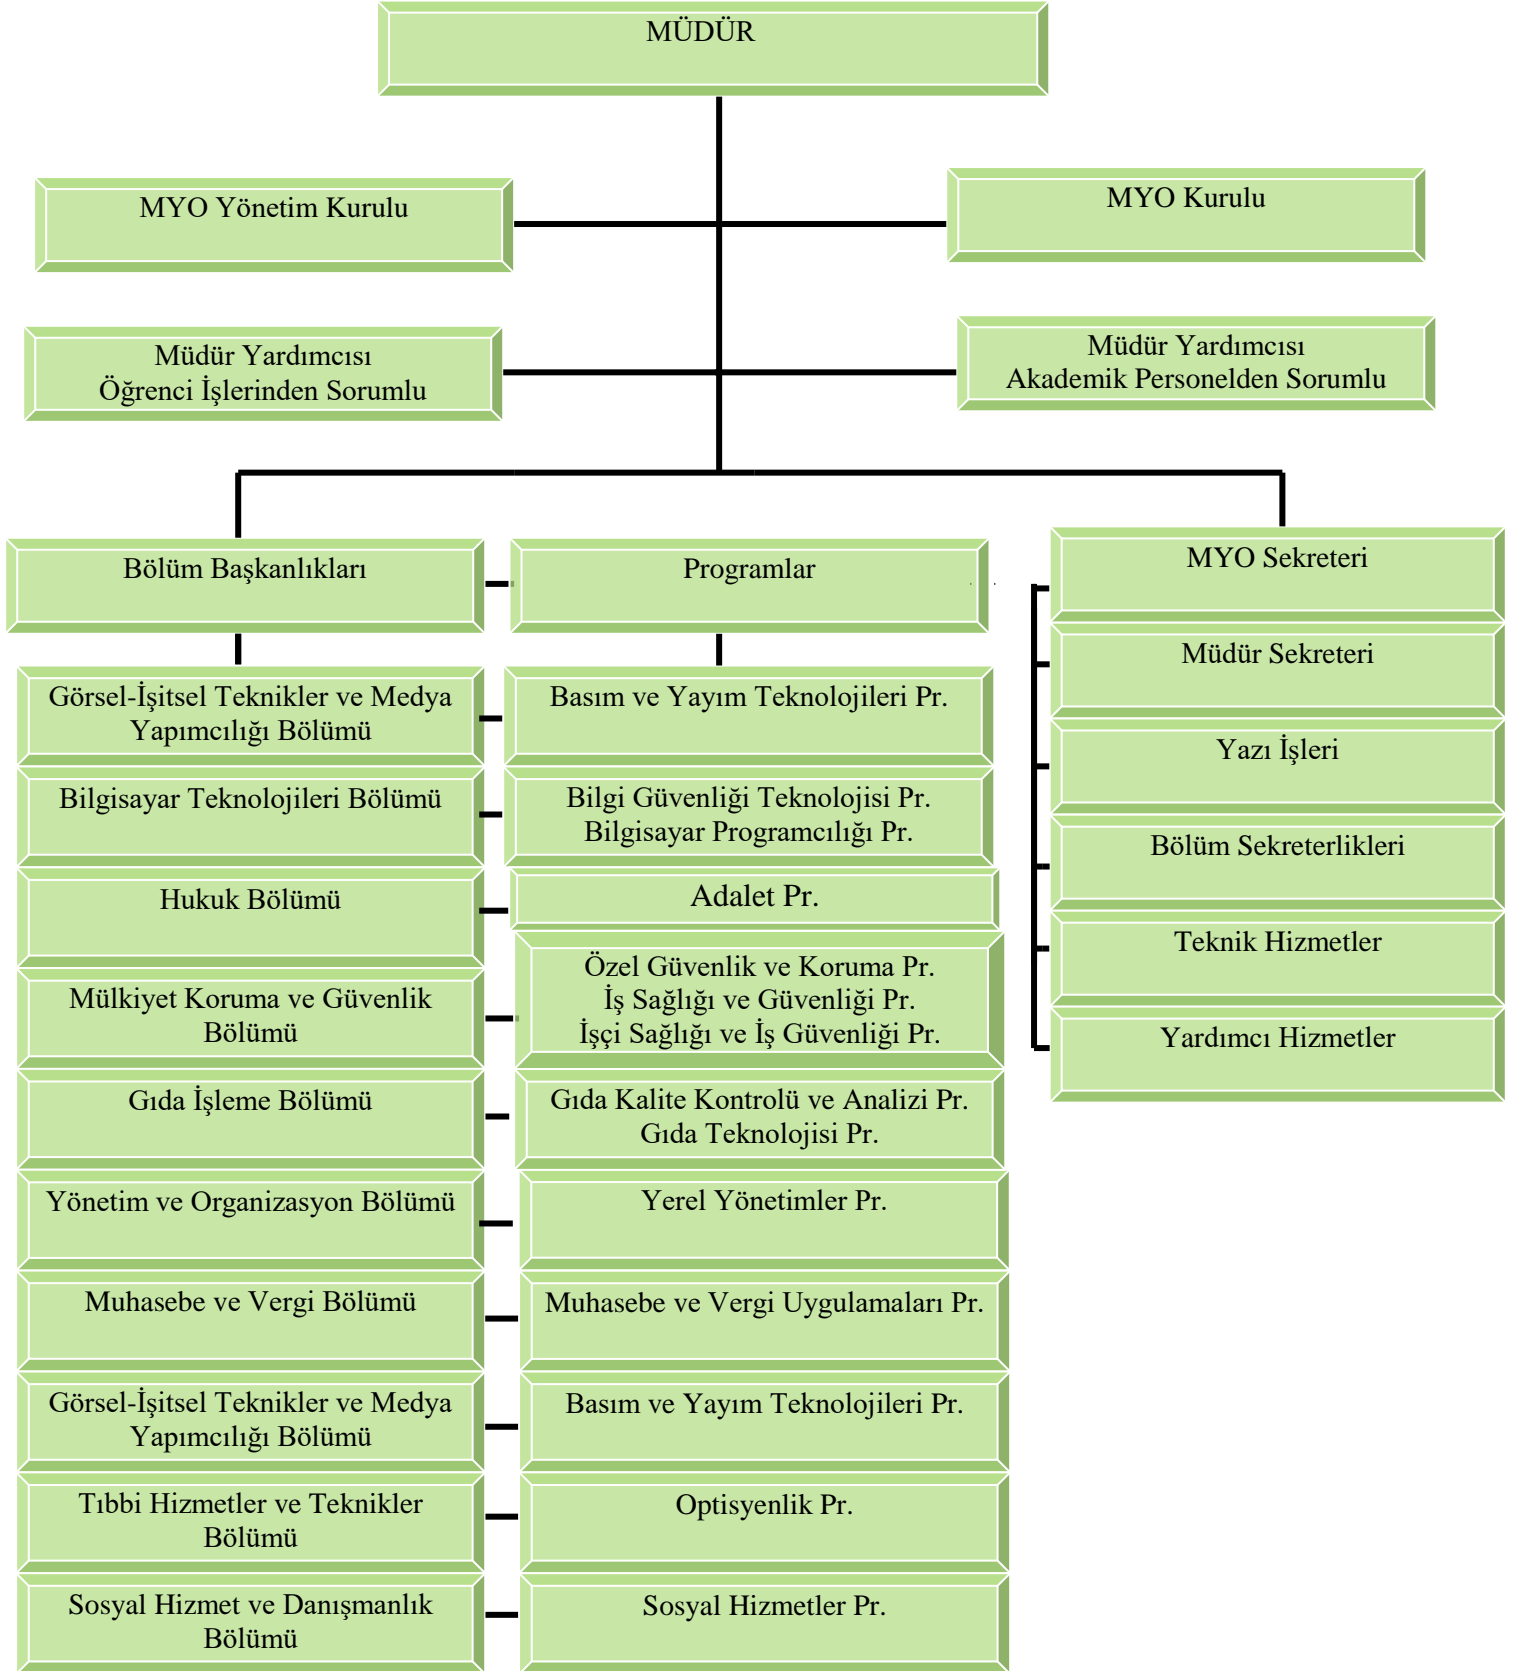 MÜDÜR
MYO Yönetim Kurulu
MYO Kurulu
Müdür Yardımcısı
Öğrenci İşlerinden Sorumlu
Müdür Yardımcısı
Akademik Personelden Sorumlu
Bölüm Başkanlıkları
Programlar
MYO Sekreteri
Müdür Sekreteri
Yazı İşleri
Bölüm Sekreterlikleri
Teknik Hizmetler
Yardımcı Hizmetler
Görsel-İşitsel Teknikler ve Medya
Yapımcılığı Bölümü
Basım ve Yayım Teknolojileri Pr.
Bilgisayar Teknolojileri Bölümü
Bilgi Güvenliği Teknolojisi Pr.
Bilgisayar Programcılığı Pr.
Hukuk Bölümü
Adalet Pr.
Mülkiyet Koruma ve Güvenlik
Bölümü
Özel Güvenlik ve Koruma Pr.
İş Sağlığı ve Güvenliği Pr.
İşçi Sağlığı ve İş Güvenliği Pr.
Gıda İşleme Bölümü
Gıda Kalite Kontrolü ve Analizi Pr.
Gıda Teknolojisi Pr.
Yönetim ve Organizasyon Bölümü
Yerel Yönetimler Pr.
Muhasebe ve Vergi Bölümü
Muhasebe ve Vergi Uygulamaları Pr.
Görsel-İşitsel Teknikler ve Medya
Yapımcılığı Bölümü
Basım ve Yayım Teknolojileri Pr.
Tıbbi Hizmetler ve Teknikler
Bölümü
Optisyenlik Pr.
Sosyal Hizmet ve Danışmanlık
Bölümü
Sosyal Hizmetler Pr.